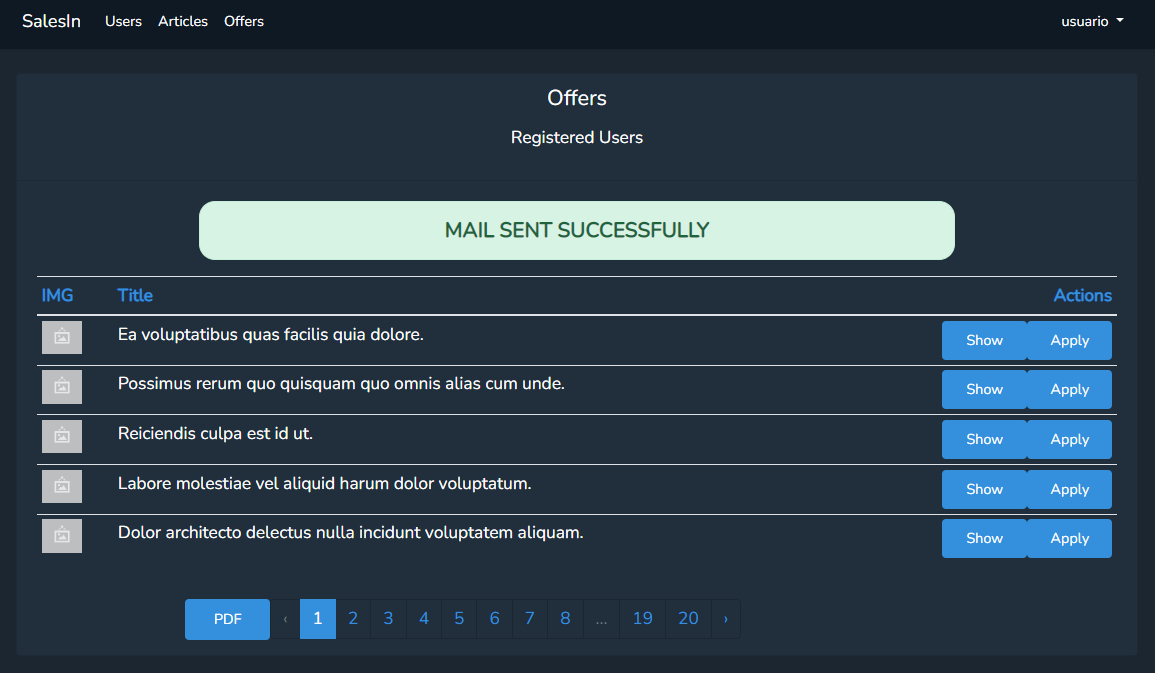 SalesIn Users Articles Offers usuario
Offers
Registered Users
MAIL SENT SUCCESSFULLY
IMG Title Actions
Ea voluptatibus quas facilis quia dolore. Show Apply
Possimus rerum quo quisquam quo omnis alias cum unde. Show Apply
Reiciendis culpa est id ut. Show Apply
Labore molestiae vel aliquid harum dolor voluptatum. Show Apply
Dolor architecto delectus nulla incidunt voluptatem aliquam. Show Apply
PDF ‹ 1 2 3 4 5 6 7 8 ... 19 20 ›